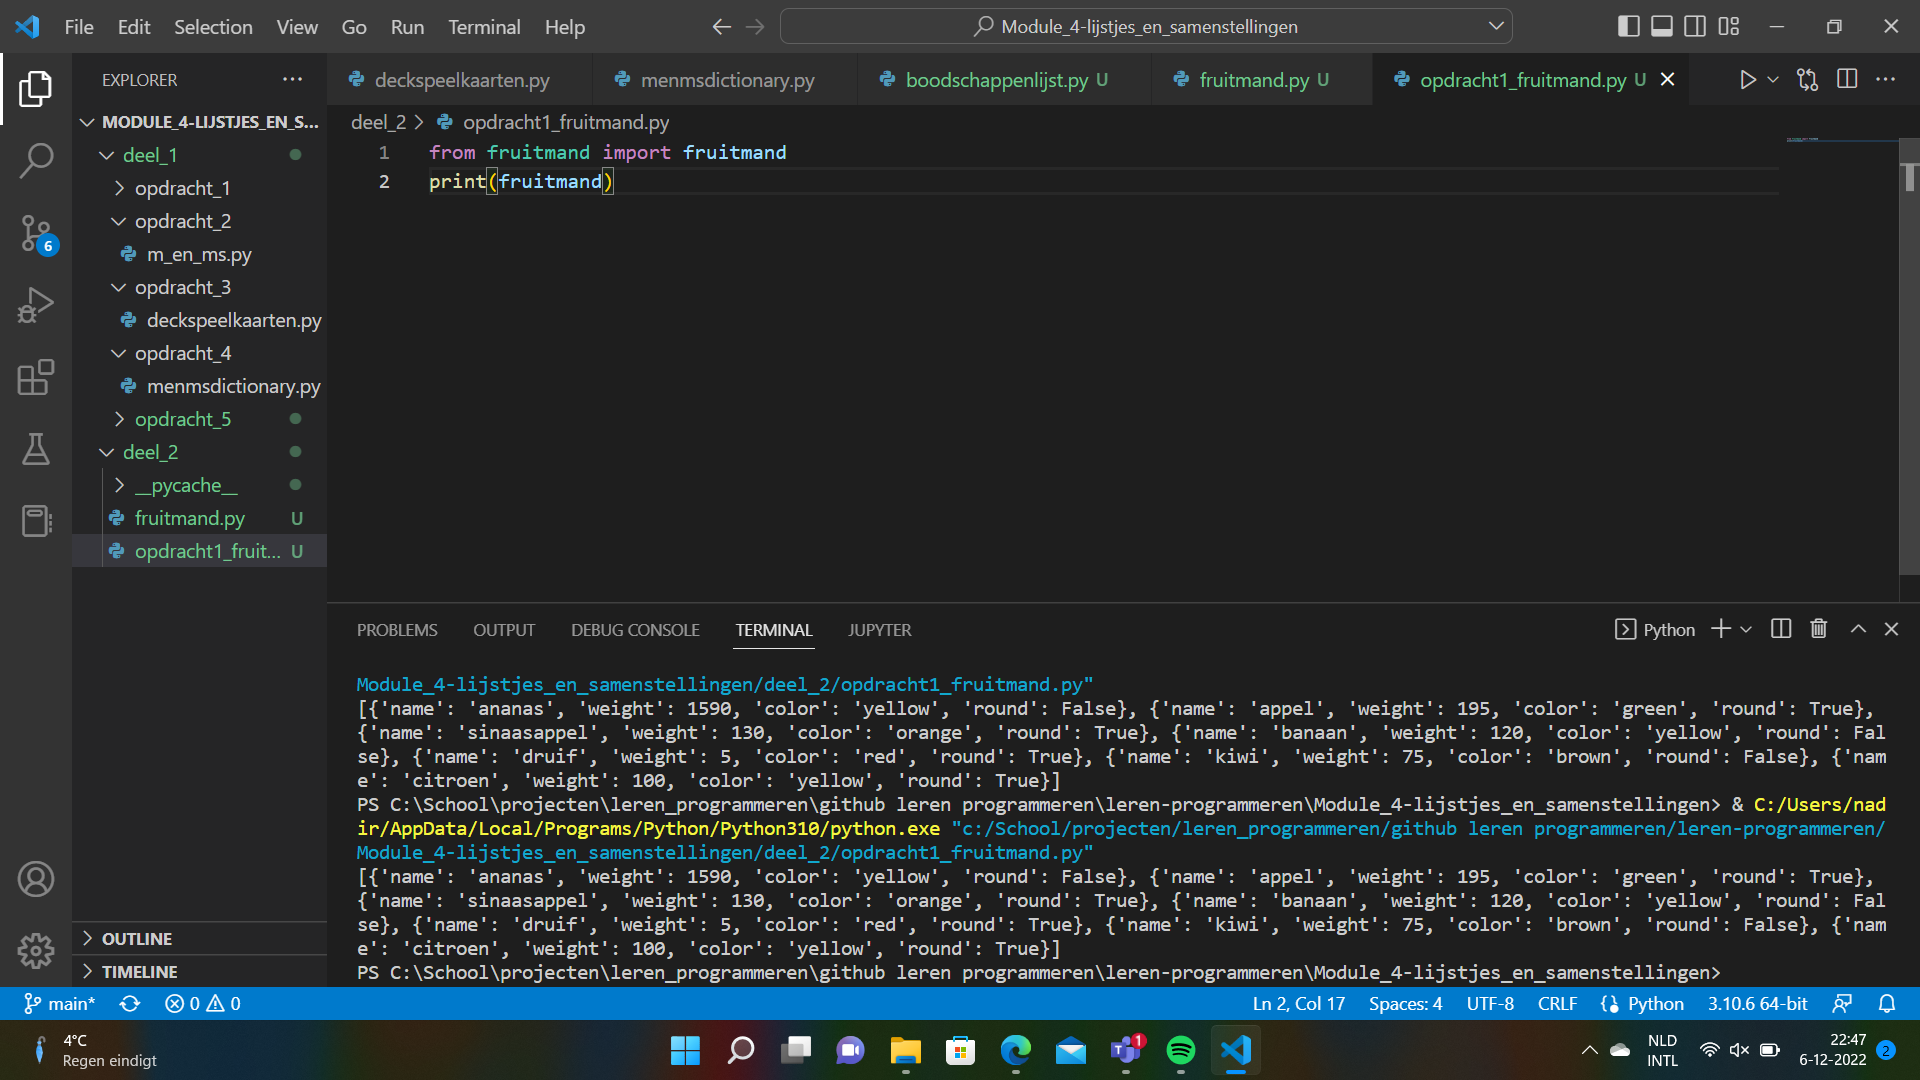 File Edit Selection View Go Run Terminal Help
Module_4-lijstjes_en_samenstellingen
EXPLORER
deckspeelkaarten.py
menmsdictionary.py
boodschappenlijst.py U
fruitmand.py U
opdracht1_fruitmand.py U
MODULE_4-LIJSTJES_EN_S...
deel_1
opdracht_1
opdracht_2
m_en_ms.py
opdracht_3
deckspeelkaarten.py
opdracht_4
menmsdictionary.py
opdracht_5
deel_2
__pycache__
fruitmand.py U
opdracht1_fruit... U
6
OUTLINE
TIMELINE
deel_2 > opdracht1_fruitmand.py
1 from fruitmand import fruitmand
2 print(fruitmand)
PROBLEMS OUTPUT DEBUG CONSOLE TERMINAL JUPYTER
Python
Module_4-lijstjes_en_samenstellingen/deel_2/opdracht1_fruitmand.py"
[{'name': 'ananas', 'weight': 1590, 'color': 'yellow', 'round': False}, {'name': 'appel', 'weight': 195, 'color': 'green', 'round': True},
{'name': 'sinaasappel', 'weight': 130, 'color': 'orange', 'round': True}, {'name': 'banaan', 'weight': 120, 'color': 'yellow', 'round': Fal
se}, {'name': 'druif', 'weight': 5, 'color': 'red', 'round': True}, {'name': 'kiwi', 'weight': 75, 'color': 'brown', 'round': False}, {'nam
e': 'citroen', 'weight': 100, 'color': 'yellow', 'round': True}]
PS C:\School\projecten\leren_programmeren\github leren programmeren\leren-programmeren\Module_4-lijstjes_en_samenstellingen> & C:/Users/nad
ir/AppData/Local/Programs/Python/Python310/python.exe "c:/School/projecten/leren_programmeren/github leren programmeren/leren-programmeren/
Module_4-lijstjes_en_samenstellingen/deel_2/opdracht1_fruitmand.py"
[{'name': 'ananas', 'weight': 1590, 'color': 'yellow', 'round': False}, {'name': 'appel', 'weight': 195, 'color': 'green', 'round': True},
{'name': 'sinaasappel', 'weight': 130, 'color': 'orange', 'round': True}, {'name': 'banaan', 'weight': 120, 'color': 'yellow', 'round': Fal
se}, {'name': 'druif', 'weight': 5, 'color': 'red', 'round': True}, {'name': 'kiwi', 'weight': 75, 'color': 'brown', 'round': False}, {'nam
e': 'citroen', 'weight': 100, 'color': 'yellow', 'round': True}]
PS C:\School\projecten\leren_programmeren\github leren programmeren\leren-programmeren\Module_4-lijstjes_en_samenstellingen>
main* 0 0
Ln 2, Col 17 Spaces: 4 UTF-8 CRLF Python 3.10.6 64-bit
4°C
Regen eindigt
1
NLD
INTL
22:47
6-12-2022
2